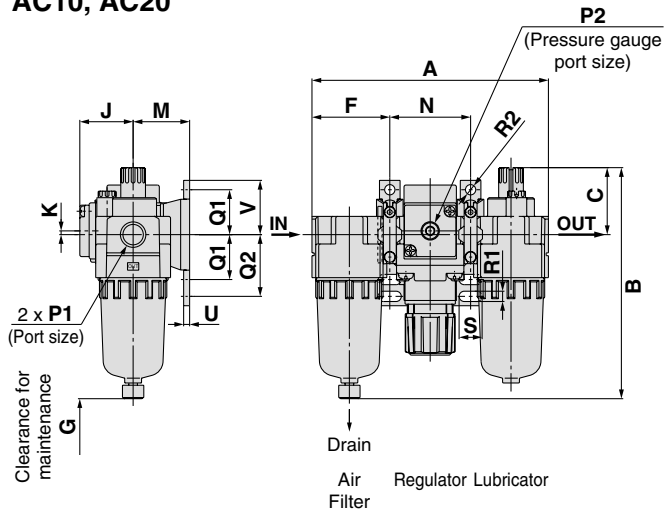 AC10, AC20
P2
(Pressure gauge
port size)
A
J
M
F
N
R2
K
Q1
V
C
IN
OUT
Q1
Q2
R1
B
2 x P1
(Port size)
U
S
Clearance for
maintenance
G
Drain
Air
Filter
Regulator
Lubricator